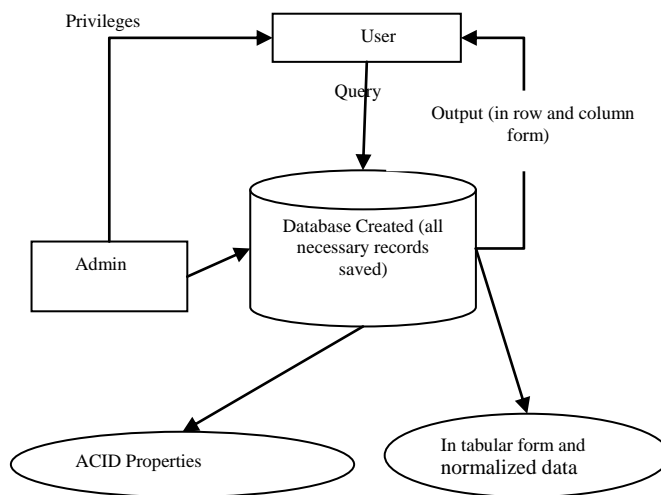 Privileges
User
Query
Output (in row and column
form)
Database Created (all
necessary records
saved)
Admin
ACID Properties
In tabular form and
normalized data